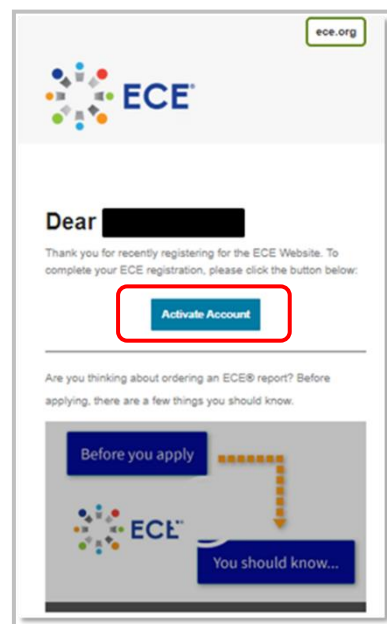 ece.org
ECE®
Dear
Thank you for recently registering for the ECE Website. To
complete your ECE registration, please click the button below:
Activate Account
Are you thinking about ordering an ECE® report? Before
applying, there are a few things you should know.
Before you apply
ECE
You should know...